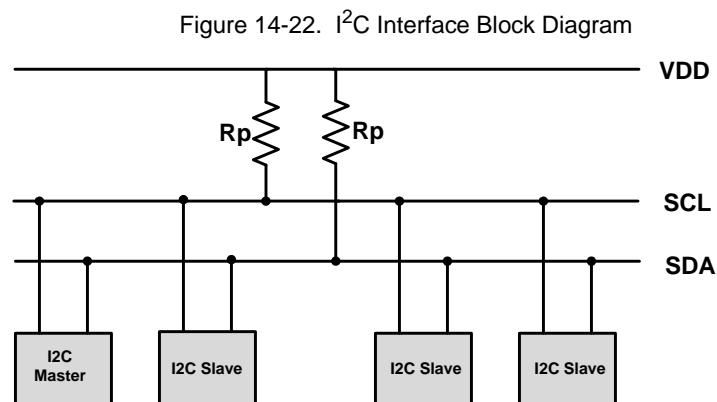 Figure 14-22. I²C Interface Block Diagram
VDD
Rp Rp
SCL
SDA
I2C
Master
I2C Slave
I2C Slave
I2C Slave